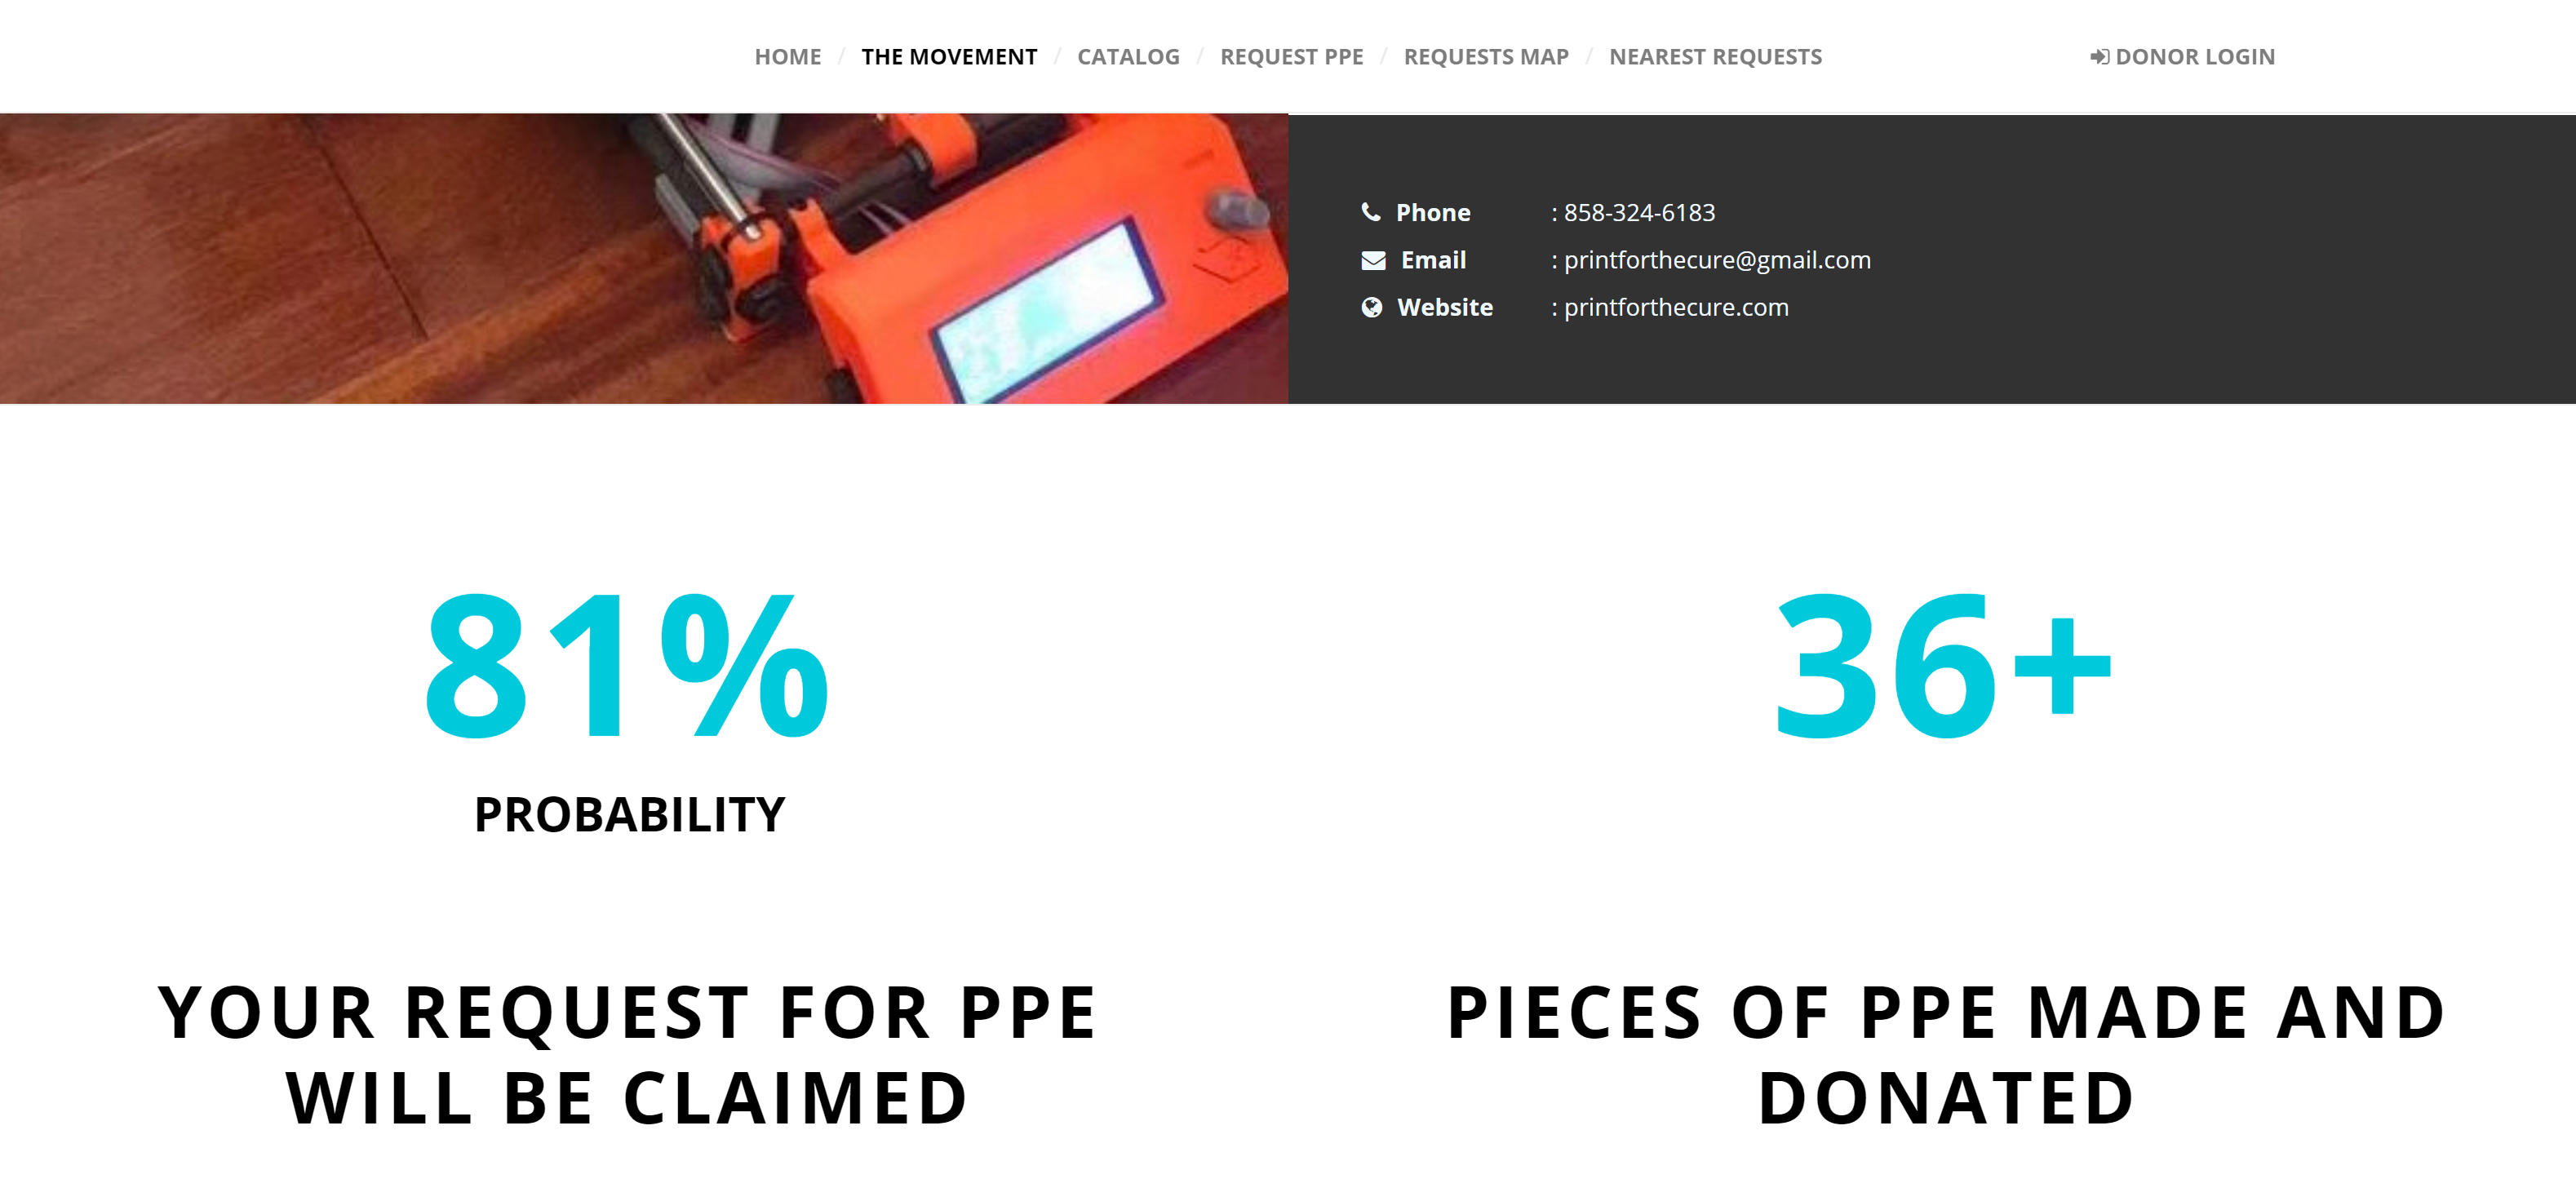 HOME / THE MOVEMENT / CATALOG / REQUEST PPE / REQUESTS MAP / NEAREST REQUESTS DONOR LOGIN
Phone : 858-324-6183
Email : printforthecure@gmail.com
Website : printforthecure.com
81%
PROBABILITY
YOUR REQUEST FOR PPE
WILL BE CLAIMED
36+
PIECES OF PPE MADE AND
DONATED